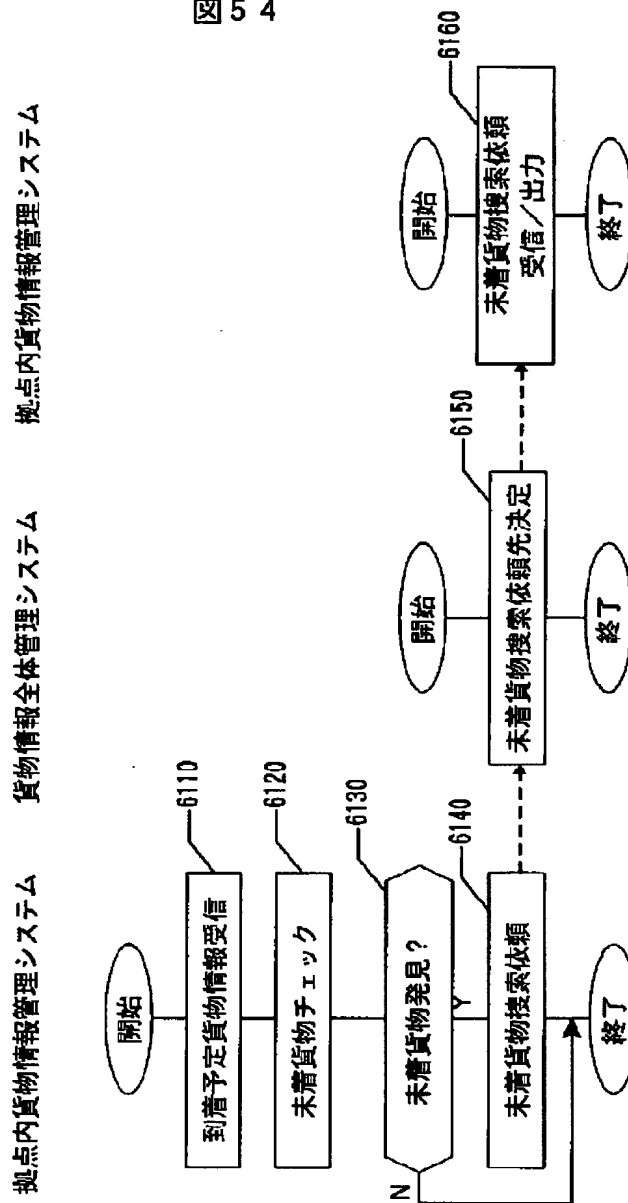 図54
拠点内貨物情報管理システム
貨物情報全体管理システム
拠点内貨物情報管理システム
開始
到着予定貨物情報受信
6110
未着貨物チェック
6120
未着貨物発見?
6130
Y
N
未着貨物捜索依頼
6140
終了
開始
未着貨物捜索依頼先決定
6150
終了
開始
未着貨物捜索依頼
受信/出力
6160
終了